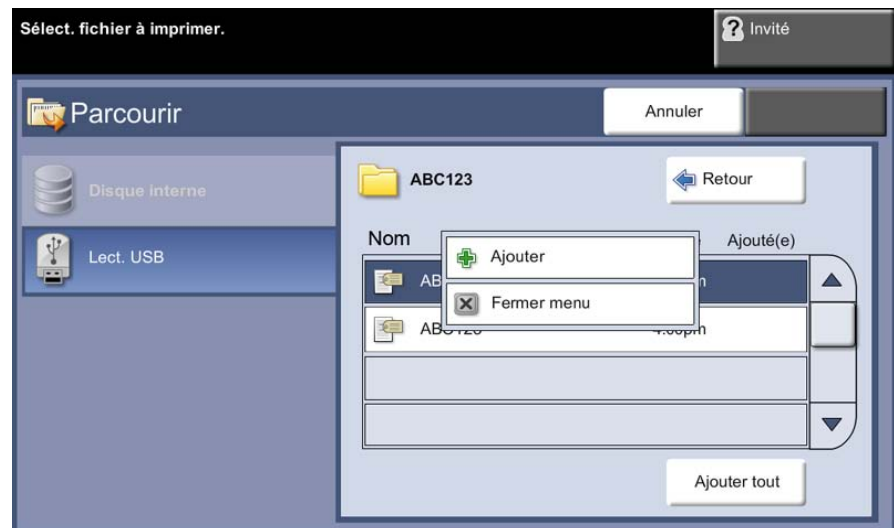 Sélect. fichier à imprimer.
Invité
Parcourir
Annuler
Disque interne
Lect. USB
ABC123
Retour
Nom
Ajouté(e)
Ajouter
Fermer menu
Ajouter tout